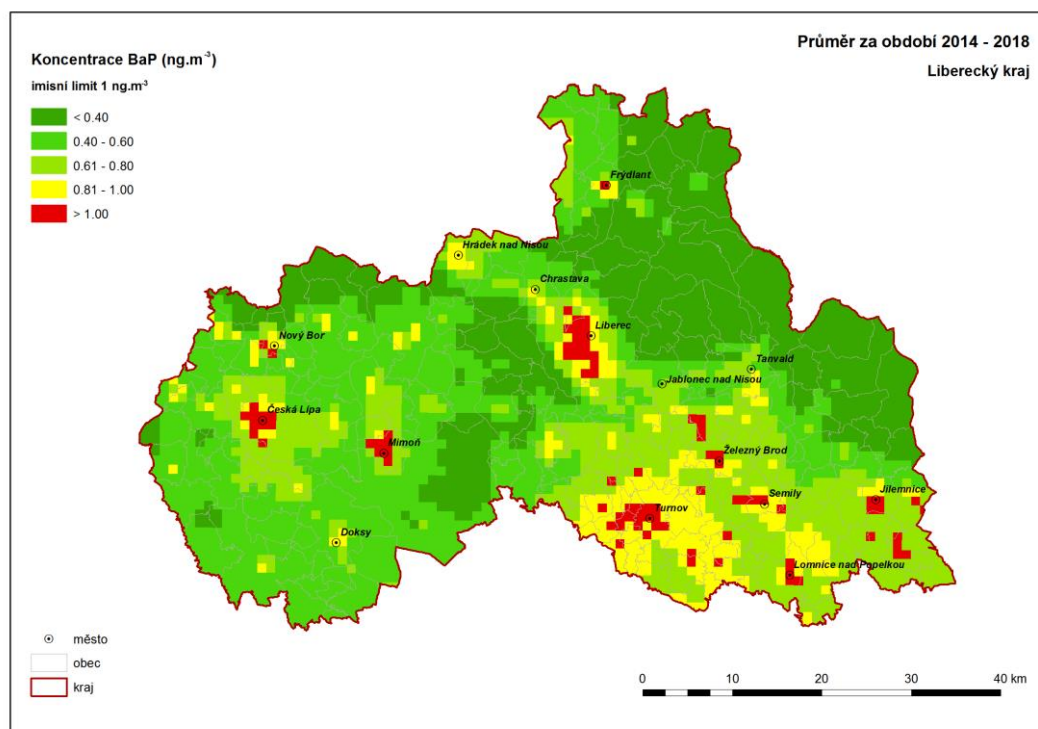 Průměr za období 2014 - 2018
Liberecký kraj
Koncentrace BaP (ng.m⁻³)
imisní limit 1 ng.m⁻³
< 0.40
0.40 - 0.60
0.61 - 0.80
0.81 - 1.00
> 1.00
Frýdlant
Hrádek nad Nisou
Chrastava
Liberec
Nový Bor
Tanvald
Jablonec nad Nisou
Česká Lípa
Mimoň
Železný Brod
Semily
Jilemnice
Turnov
Doksy
Lomnice nad Popelkou
město
obec
kraj
0 10 20 40 km